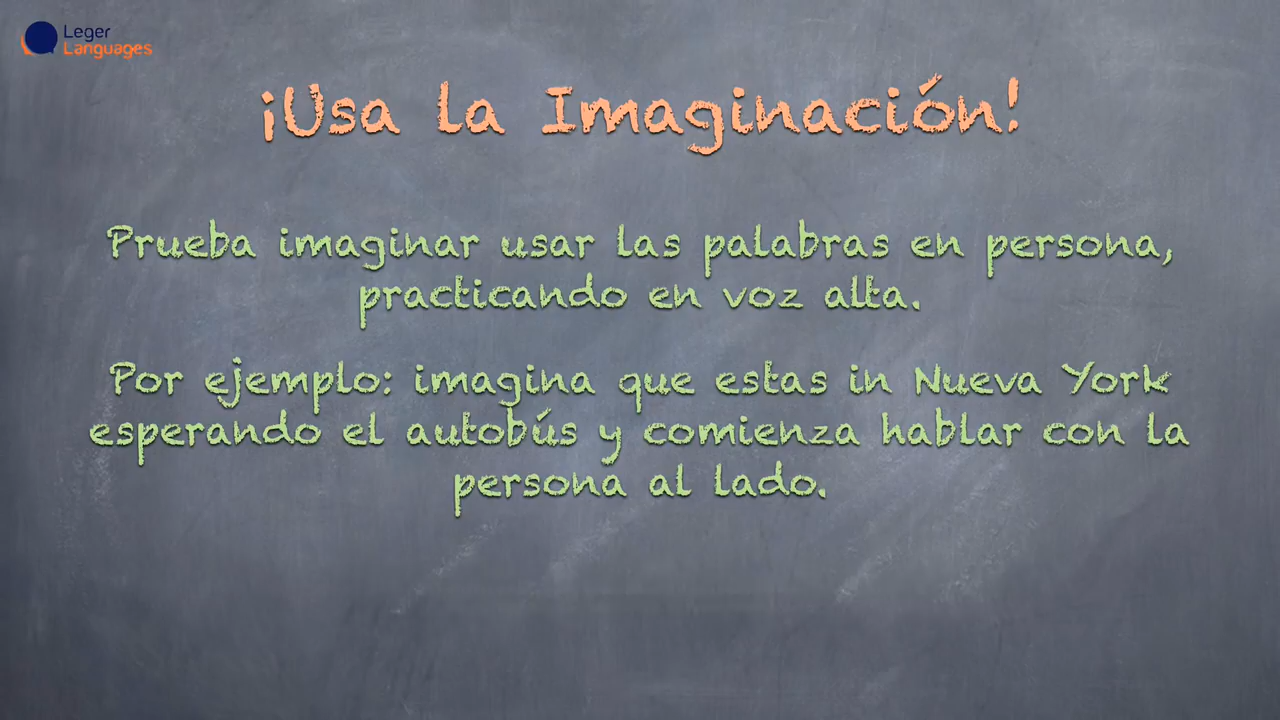 Leger
Languages
¡Usa la Imaginación!
Prueba imaginar usar las palabras en persona,
practicando en voz alta.
Por ejemplo: imagina que estas in Nueva York
esperando el autobús y comienza hablar con la
persona al lado.